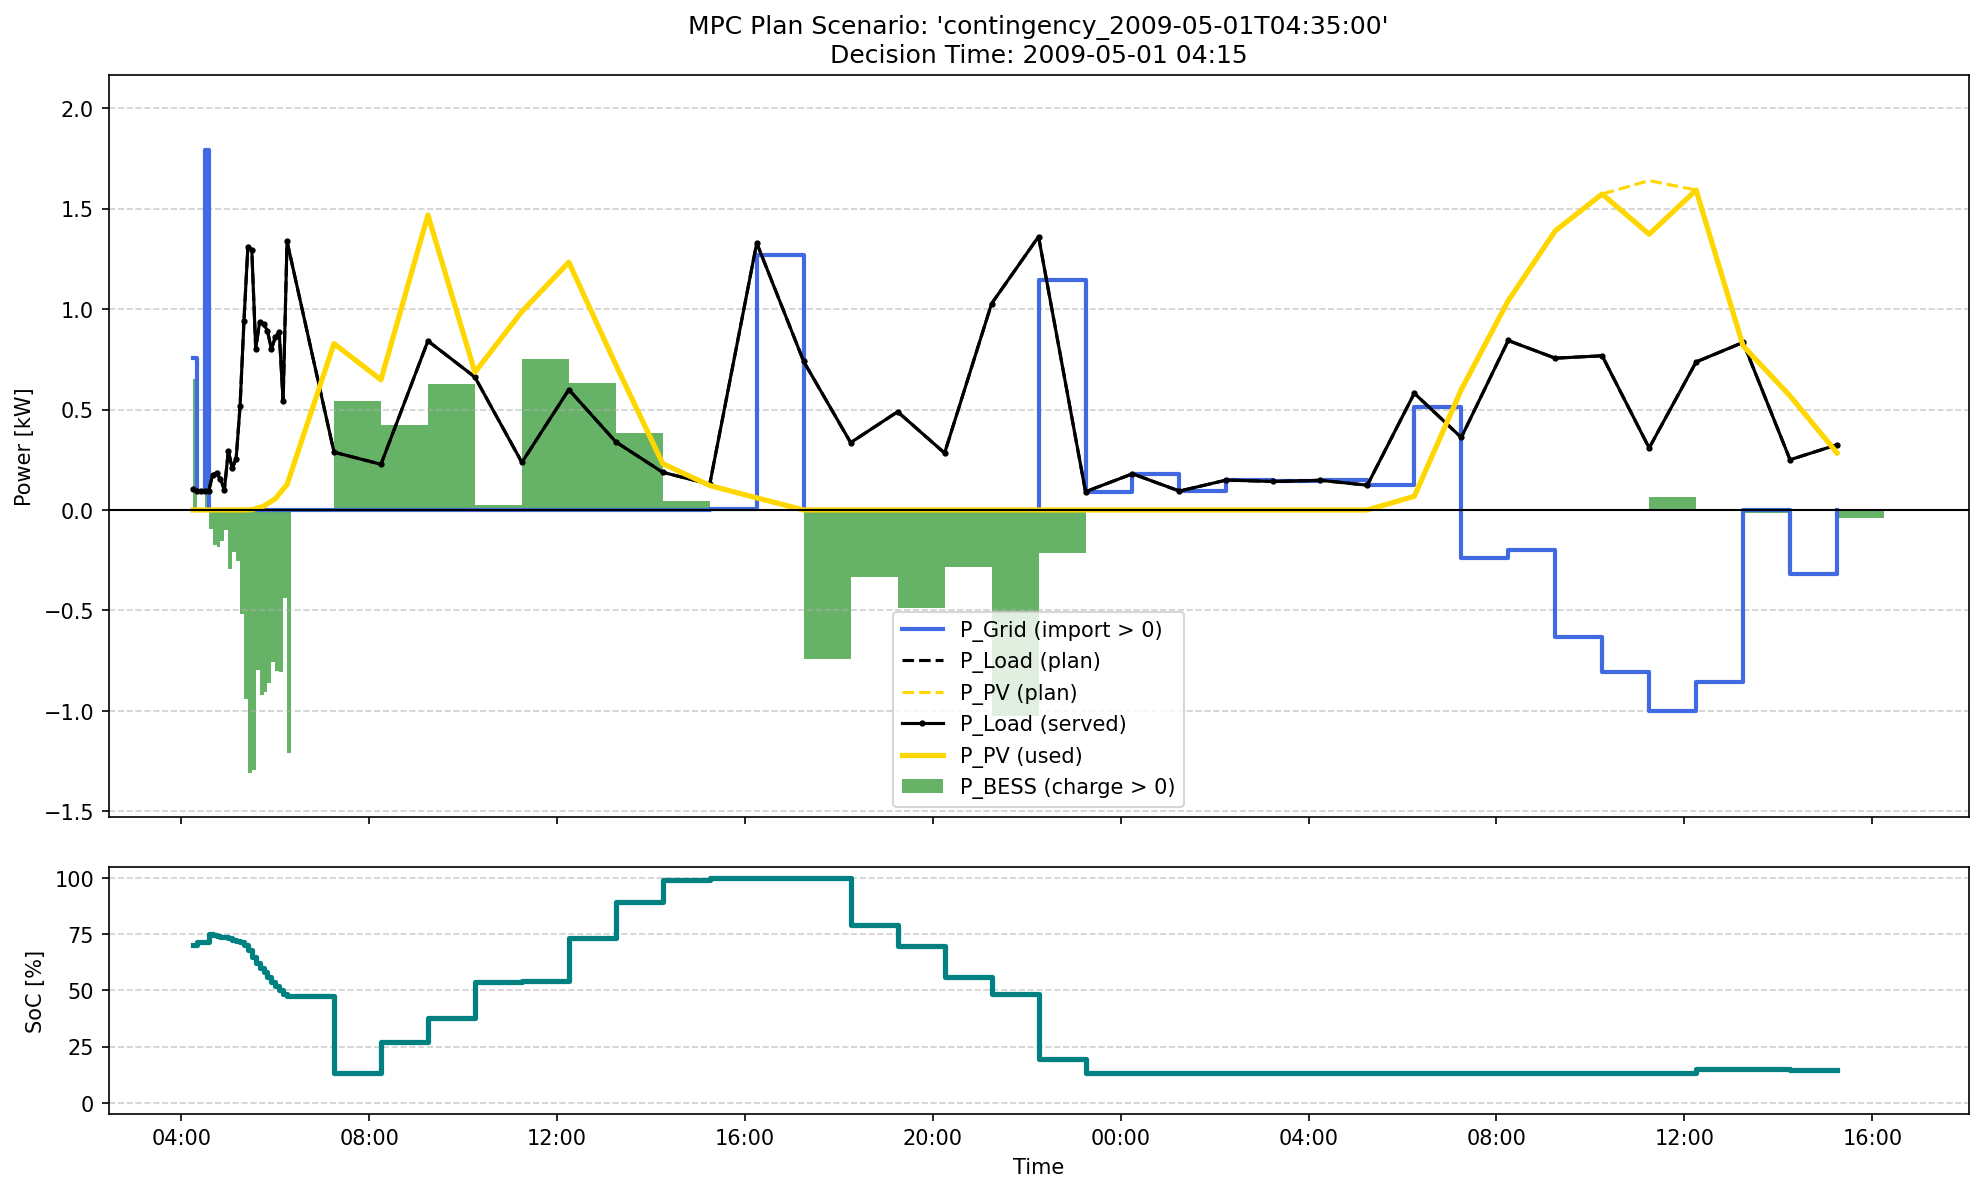 MPC Plan Scenario: 'contingency_2009-05-01T04:35:00'
Decision Time: 2009-05-01 04:15
Power [kW]
2.0
1.5
1.0
0.5
0.0
−0.5
−1.0
−1.5
P_Grid (import > 0)
P_Load (plan)
P_PV (plan)
P_Load (served)
P_PV (used)
P_BESS (charge > 0)
SoC [%]
100
75
50
25
0
04:00 08:00 12:00 16:00 20:00 00:00 04:00 08:00 12:00 16:00
Time